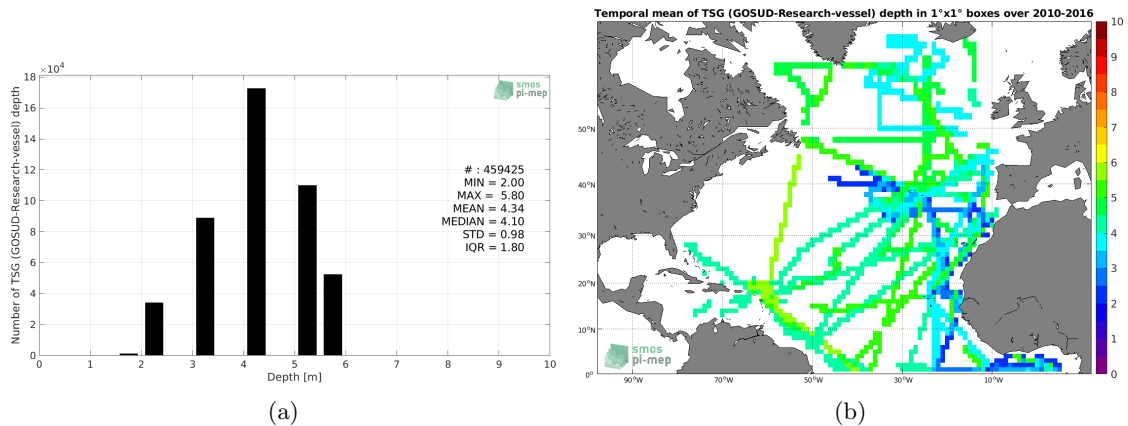 ×10⁴
18
16
14
12
10
8
6
4
2
0
Number of TSG (GOSUD-Research-vessel) depth
smos
pi-mep
# : 459425
MIN = 2.00
MAX = 5.80
MEAN = 4.34
MEDIAN = 4.10
STD = 0.98
IQR = 1.80
0 1 2 3 4 5 6 7 8 9 10
Depth [m]
(a)
Temporal mean of TSG (GOSUD-Research-vessel) depth in 1°x1° boxes over 2010-2016
50°N
40°N
30°N
20°N
10°N
0°
90°W 70°W 50°W 30°W 10°W
smos
pi-mep
10
9
8
7
6
5
4
3
2
1
0
(b)